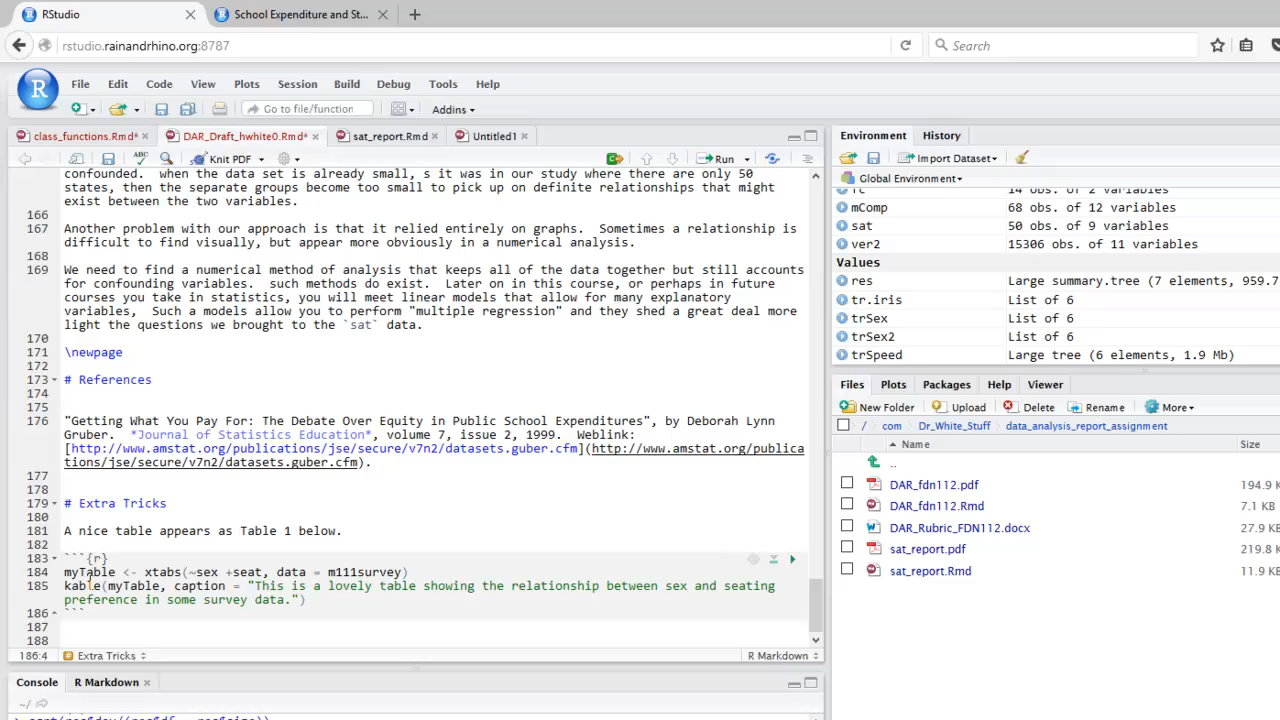 RStudio
School Expenditure and St...
rstudio.rainandrhino.org:8787
Search
File Edit Code View Plots Session Build Debug Tools Help
Go to file/function
Addins
class_functions.Rmd*
DAR_Draft_hwhite0.Rmd*
sat_report.Rmd
Untitled1
Knit PDF
Run
confounded.  when the data set is already small, s it was in our study where there are only 50
states, then the separate groups become too small to pick up on definite relationships that might
exist between the two variables.
166
167 Another problem with our approach is that it relied entirely on graphs.  Sometimes a relationship is
difficult to find visually, but appear more obviously in a numerical analysis.
168
169 We need to find a numerical method of analysis that keeps all of the data together but still accounts
for confounding variables.  such methods do exist.  Later on in this course, or perhaps in future
courses you take in statistics, you will meet linear models that allow for many explanatory
variables,  Such a models allow you to perform "multiple regression" and they shed a great deal more
light the questions we brought to the `sat` data.
170
171 \newpage
172
173 # References
174
175
176 "Getting What You Pay For: The Debate Over Equity in Public School Expenditures", by Deborah Lynn
Gruber.  *Journal of Statistics Education*, volume 7, issue 2, 1999.  Weblink:
[http://www.amstat.org/publications/jse/secure/v7n2/datasets.guber.cfm](http://www.amstat.org/publica
tions/jse/secure/v7n2/datasets.guber.cfm).
177
178
179 # Extra Tricks
180
181 A nice table appears as Table 1 below.
182
183 ```{r}
184 myTable <- xtabs(~sex +seat, data = m111survey)
185 kable(myTable, caption = "This is a lovely table showing the relationship between sex and seating
preference in some survey data.")
186 ```
187
188
186:4 Extra Tricks R Markdown
Console R Markdown
~/
Environment History
Import Dataset
Global Environment
14 obs. of 2 variables
mComp 68 obs. of 12 variables
sat 50 obs. of 9 variables
ver2 15306 obs. of 11 variables
Values
res Large summary.tree (7 elements, 959.7
tr.iris List of 6
trSex List of 6
trSex2 List of 6
trSpeed Large tree (6 elements, 1.9 Mb)
Files Plots Packages Help Viewer
New Folder Upload Delete Rename More
/ com Dr_White_Stuff data_analysis_report_assignment
Name Size
..
DAR_fdn112.pdf 194.9 K
DAR_fdn112.Rmd 7.1 KB
DAR_Rubric_FDN112.docx 27.9 KB
sat_report.pdf 219.8 K
sat_report.Rmd 11.9 KB